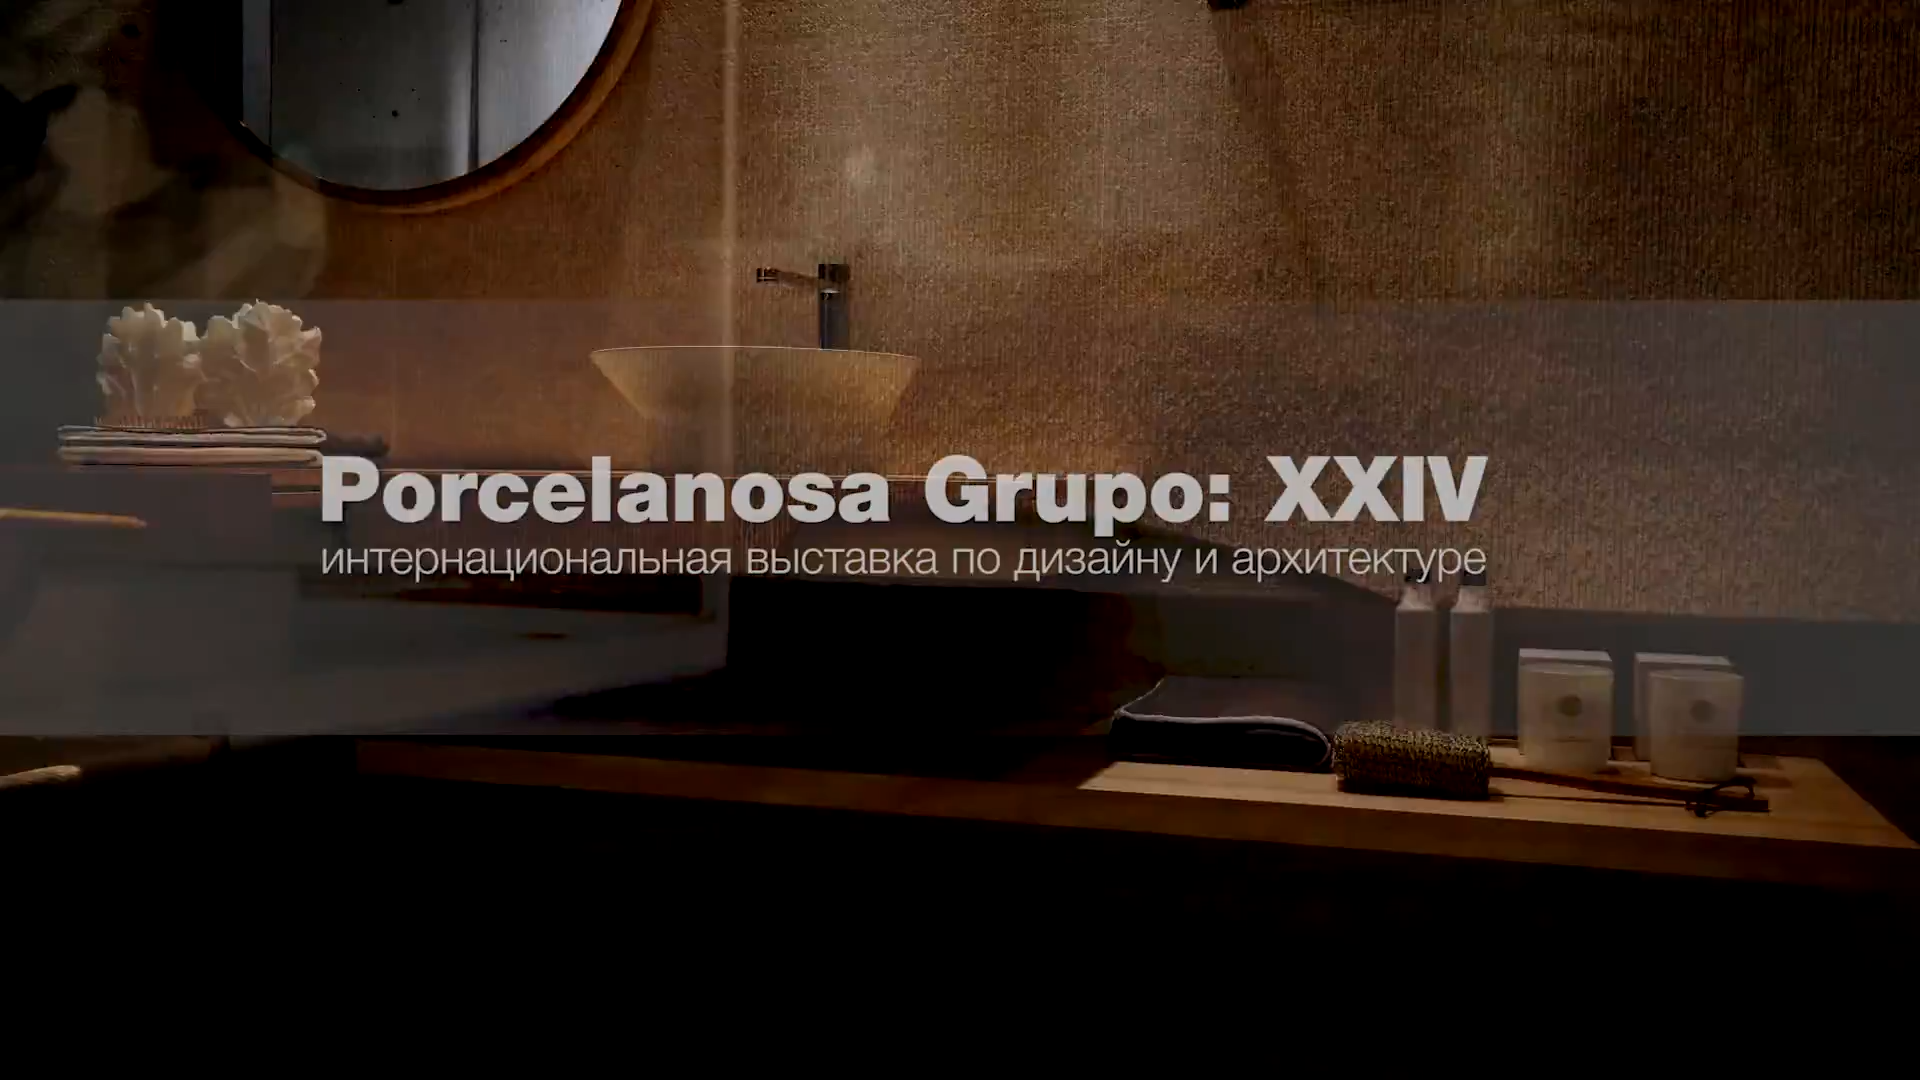 Porcelanosa Grupo: XXIV
интернациональная выставка по дизайну и архитектуре